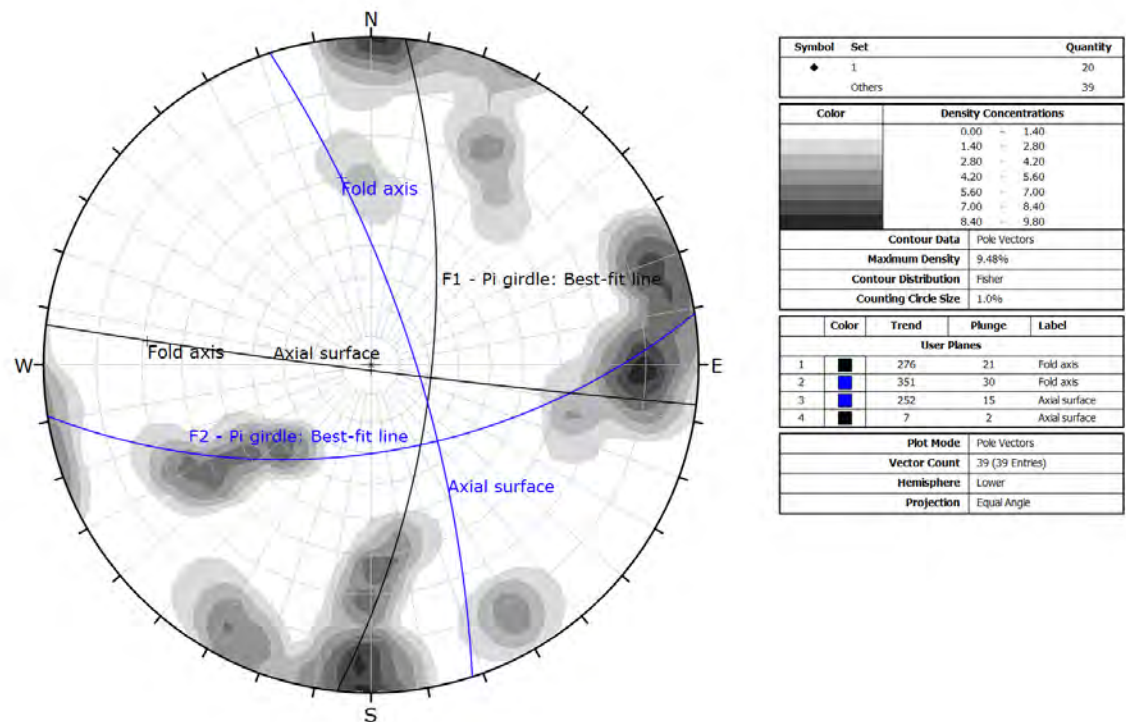 N
Fold axis
F1 - Pi girdle: Best-fit line
Fold axis
Axial surface
W
E
F2 - Pi girdle: Best-fit line
Axial surface
S
Symbol Set Quantity
1 20
Others 39
Color Density Concentrations
0.00 - 1.40
1.40 - 2.80
2.80 - 4.20
4.20 - 5.60
5.60 - 7.00
7.00 - 8.40
8.40 - 9.80
Contour Data Pole Vectors
Maximum Density 9.48%
Contour Distribution Fisher
Counting Circle Size 1.0%
Color Trend Plunge Label
User Planes
1 276 21 Fold axis
2 351 30 Fold axis
3 252 15 Axial surface
4 7 2 Axial surface
Plot Mode Pole Vectors
Vector Count 39 (39 Entries)
Hemisphere Lower
Projection Equal Angle